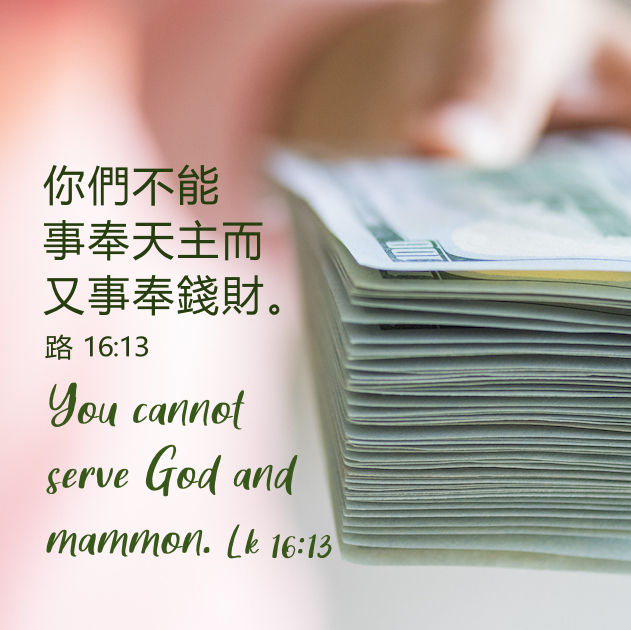 你們不能
事奉天主而
又事奉錢財。
路 16:13
You cannot
serve God and
mammon. Lk 16:13